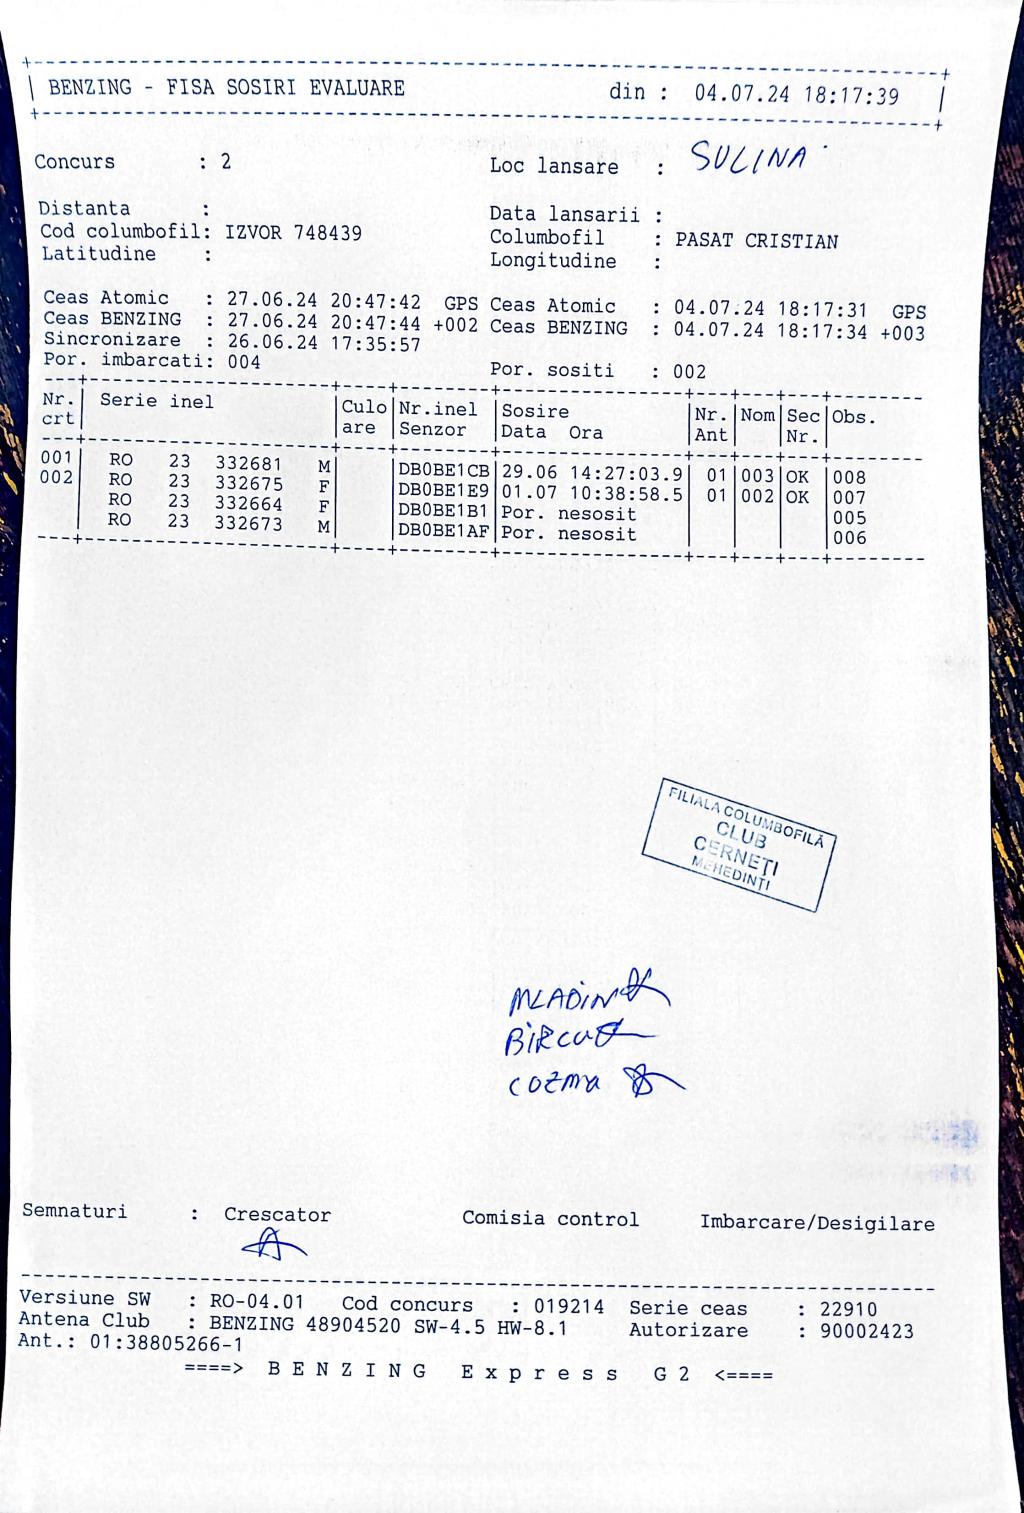 BENZING - FISA SOSIRI EVALUARE din : 04.07.24 18:17:39
Concurs : 2 Loc lansare : SULINA
Distanta : Data lansarii :
Cod columbofil: IZVOR 748439 Columbofil : PASAT CRISTIAN
Latitudine : Longitudine :
Ceas Atomic : 27.06.24 20:47:42 GPS Ceas Atomic : 04.07.24 18:17:31 GPS
Ceas BENZING : 27.06.24 20:47:44 +002 Ceas BENZING : 04.07.24 18:17:34 +003
Sincronizare : 26.06.24 17:35:57
Por. imbarcati: 004 Por. sositi : 002
Nr. Serie inel Culo Nr.inel Sosire Nr. Nom Sec Obs.
crt are Senzor Data Ora Ant Nr.
001 RO 23 332681 M DB0BE1CB 29.06 14:27:03.9 01 003 OK 008
002 RO 23 332675 F DB0BE1E9 01.07 10:38:58.5 01 002 OK 007
RO 23 332664 F DB0BE1B1 Por. nesosit 005
RO 23 332673 M DB0BE1AF Por. nesosit 006
FILIALA COLUMBOFILĂ
CLUB
CERNEȚI
MEHEDINȚI
MLADIN
BIRCU
COZMA
Semnaturi : Crescator Comisia control Imbarcare/Desigilare
Versiune SW : RO-04.01 Cod concurs : 019214 Serie ceas : 22910
Antena Club : BENZING 48904520 SW-4.5 HW-8.1 Autorizare : 90002423
Ant.: 01:38805266-1
====> B E N Z I N G E x p r e s s G 2 <====